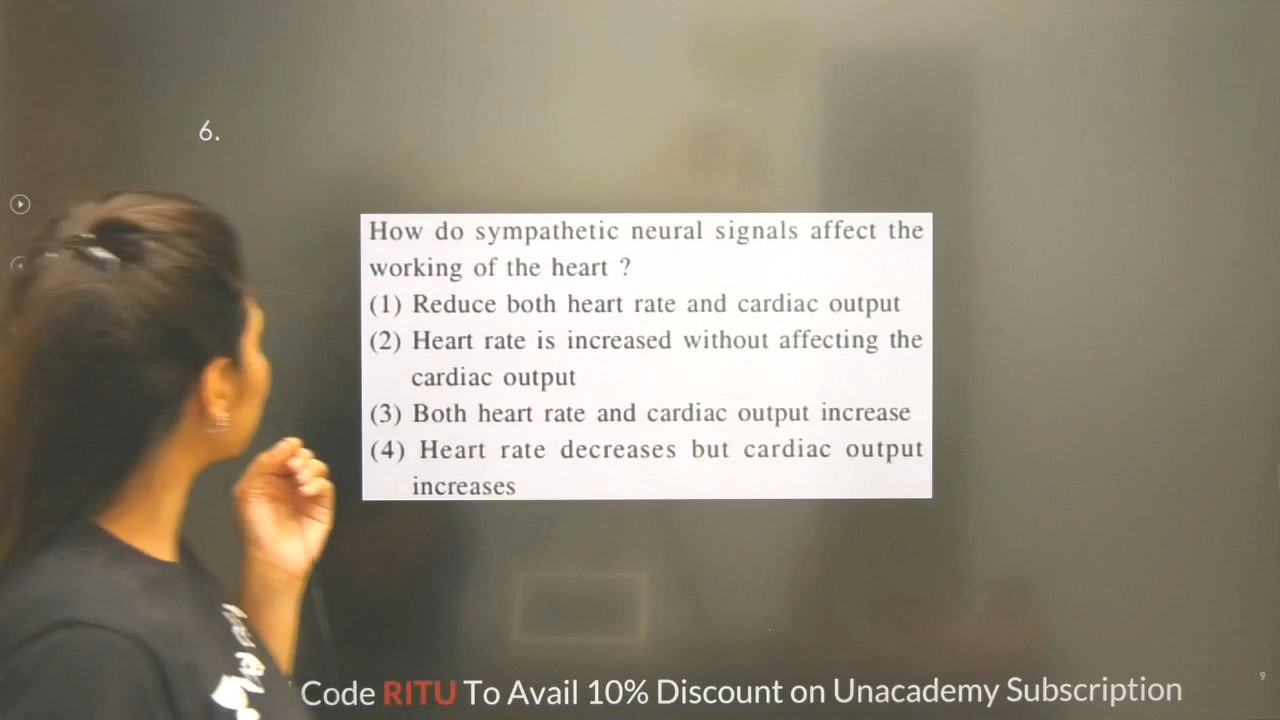 6.
How do sympathetic neural signals affect the
working of the heart ?
(1) Reduce both heart rate and cardiac output
(2) Heart rate is increased without affecting the
cardiac output
(3) Both heart rate and cardiac output increase
(4) Heart rate decreases but cardiac output
increases
Code RITU To Avail 10% Discount on Unacademy Subscription
9